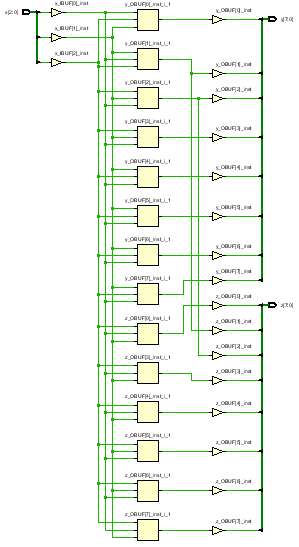 x_IBUF[0]_inst
x[2:0]
x_IBUF[1]_inst
x_IBUF[2]_inst
y_OBUF[0]_inst_i_1
y_OBUF[0]_inst
y[7:0]
y_OBUF[1]_inst_i_1
y_OBUF[1]_inst
y_OBUF[2]_inst_i_1
y_OBUF[2]_inst
y_OBUF[3]_inst_i_1
y_OBUF[3]_inst
y_OBUF[4]_inst_i_1
y_OBUF[4]_inst
y_OBUF[5]_inst_i_1
y_OBUF[5]_inst
y_OBUF[6]_inst_i_1
y_OBUF[6]_inst
y_OBUF[7]_inst_i_1
y_OBUF[7]_inst
z_OBUF[0]_inst
z[7:0]
z_OBUF[0]_inst_i_1
z_OBUF[1]_inst
z_OBUF[2]_inst
z_OBUF[3]_inst_i_1
z_OBUF[3]_inst
z_OBUF[4]_inst_i_1
z_OBUF[4]_inst
z_OBUF[5]_inst_i_1
z_OBUF[5]_inst
z_OBUF[6]_inst_i_1
z_OBUF[6]_inst
z_OBUF[7]_inst_i_1
z_OBUF[7]_inst